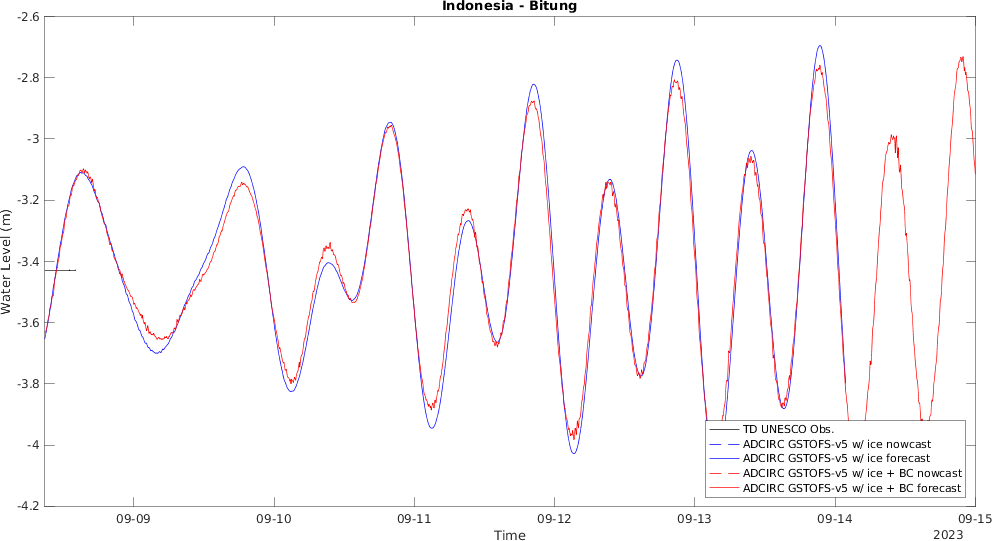 Indonesia - Bitung
-2.6
-2.8
-3
-3.2
-3.4
-3.6
-3.8
-4
-4.2
Water Level (m)
TD UNESCO Obs.
ADCIRC GSTOFS-v5 w/ ice nowcast
ADCIRC GSTOFS-v5 w/ ice forecast
ADCIRC GSTOFS-v5 w/ ice + BC nowcast
ADCIRC GSTOFS-v5 w/ ice + BC forecast
09-09 09-10 09-11 09-12 09-13 09-14 09-15
Time
2023